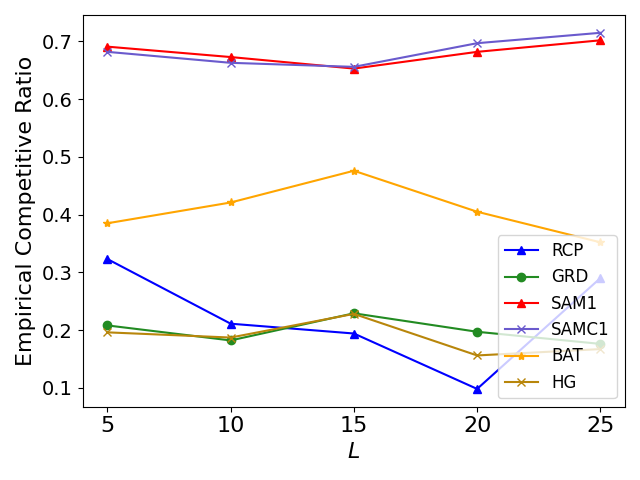 Empirical Competitive Ratio
0.7
0.6
0.5
0.4
0.3
0.2
0.1
5 10 15 20 25
L
RCP
GRD
SAM1
SAMC1
BAT
HG